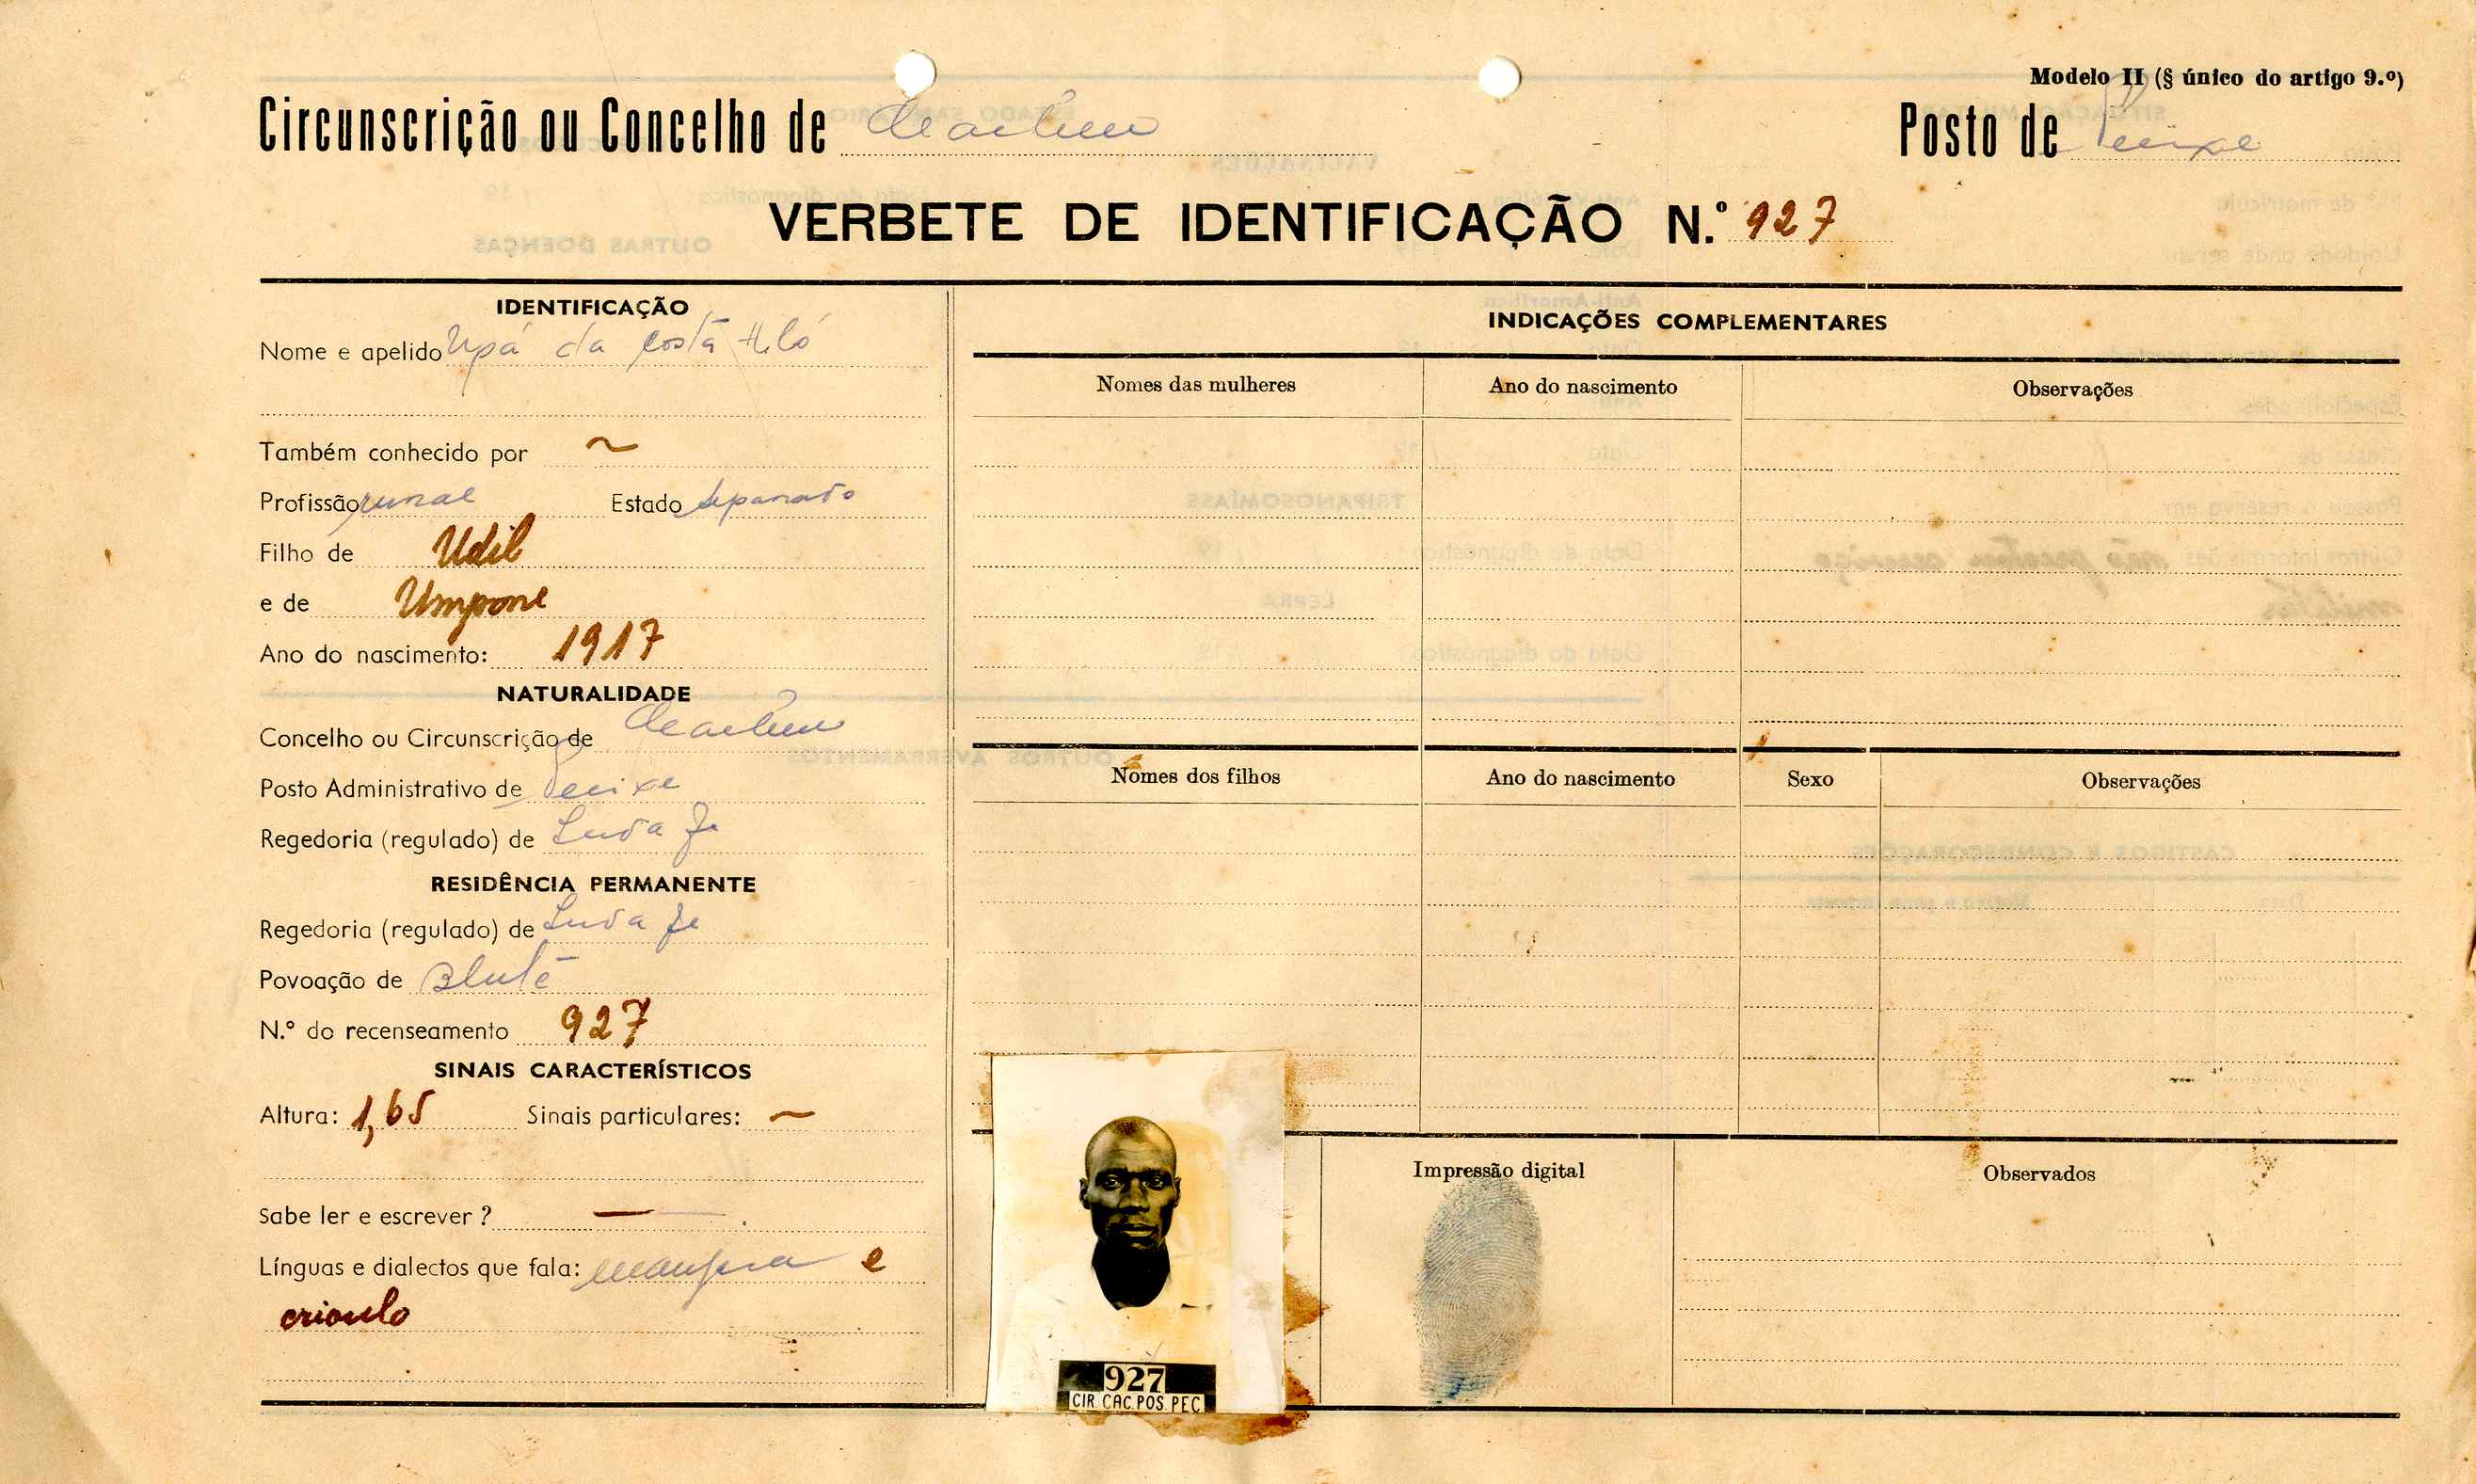 Modelo II (§ único do artigo 9.º)
Circunscrição ou Concelho de Cacheu Posto de Pecixe
VERBETE DE IDENTIFICAÇÃO N.º 927
IDENTIFICAÇÃO
Nome e apelido Upá da Costa
Também conhecido por ~
Profissão rural Estado separado
Filho de Udil
e de Umpone
Ano do nascimento: 1917
NATURALIDADE
Concelho ou Circunscrição de Cacheu
Posto Administrativo de Pecixe
Regedoria (regulado) de
RESIDÊNCIA PERMANENTE
Regedoria (regulado) de
Povoação de
N.º do recenseamento 927
SINAIS CARACTERÍSTICOS
Altura: 1,65 Sinais particulares: ~
Sabe ler e escrever ? —
Línguas e dialectos que fala: e
crioulo
INDICAÇÕES COMPLEMENTARES
Nomes das mulheres Ano do nascimento Observações
Nomes dos filhos Ano do nascimento Sexo Observações
927
CIR CAC POS PEC
Impressão digital
Observados